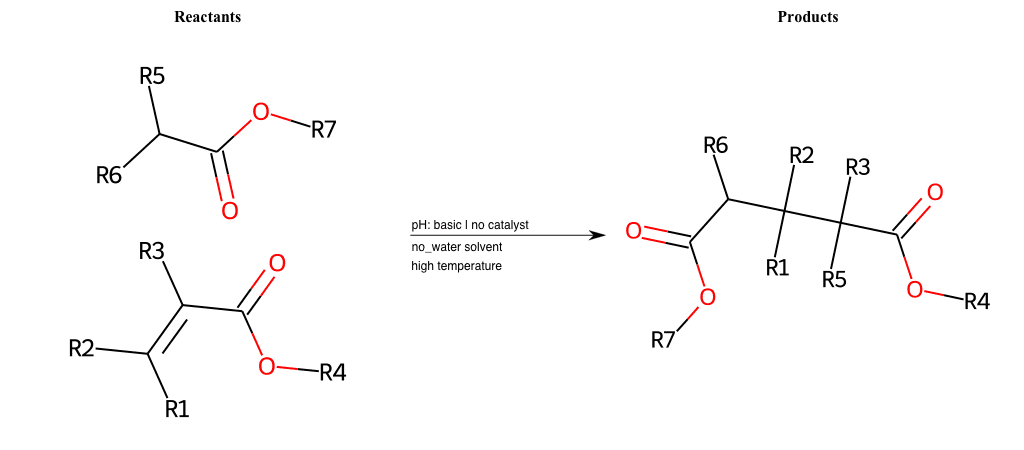 Reactants
Products
R5
O
R7
R6
O
R3
O
R2
O
R4
R1
pH: basic | no catalyst
no_water solvent
high temperature
R6
R2
R3
O
O
R1
R5
O
R4
O
R7